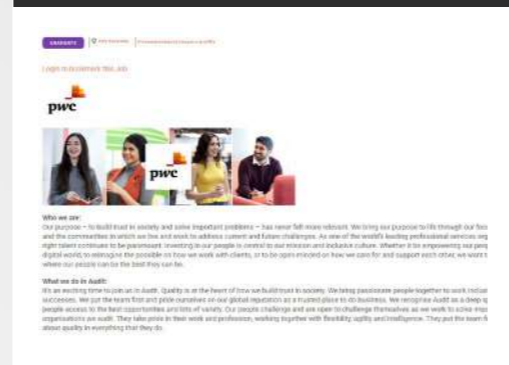 GRADUATE
Login to Bookmark this Job
pwc
pwc
Who we are:
Our purpose – to build trust in society and solve important problems – has never felt more relevant. We bring our purpose to life through our
and the communities in which we live and work to address current and future challenges. As one of the world's leading professional services
right talent continues to be paramount. Investing in our people is central to our mission and inclusive culture. Whether it be empowering our
digital world, to reimagine the possible on how we work with clients, or to be open minded on how we care for and support each other, we want
where our people can be the best they can be.
What we do in Audit:
It's an exciting time to join us in Audit. Quality is at the heart of how we build trust in society. We bring passionate people together to work
successes. We put the team first and pride ourselves on our global reputation as a trusted place to do business. We recognise Audit as a deep
people access to the best opportunities and lots of variety. Our people challenge and are open to challenge themselves as we work to solve
organisations we audit. They take pride in their work and profession, working together with flexibility, agility and intelligence. They put the team
about quality in everything that they do.